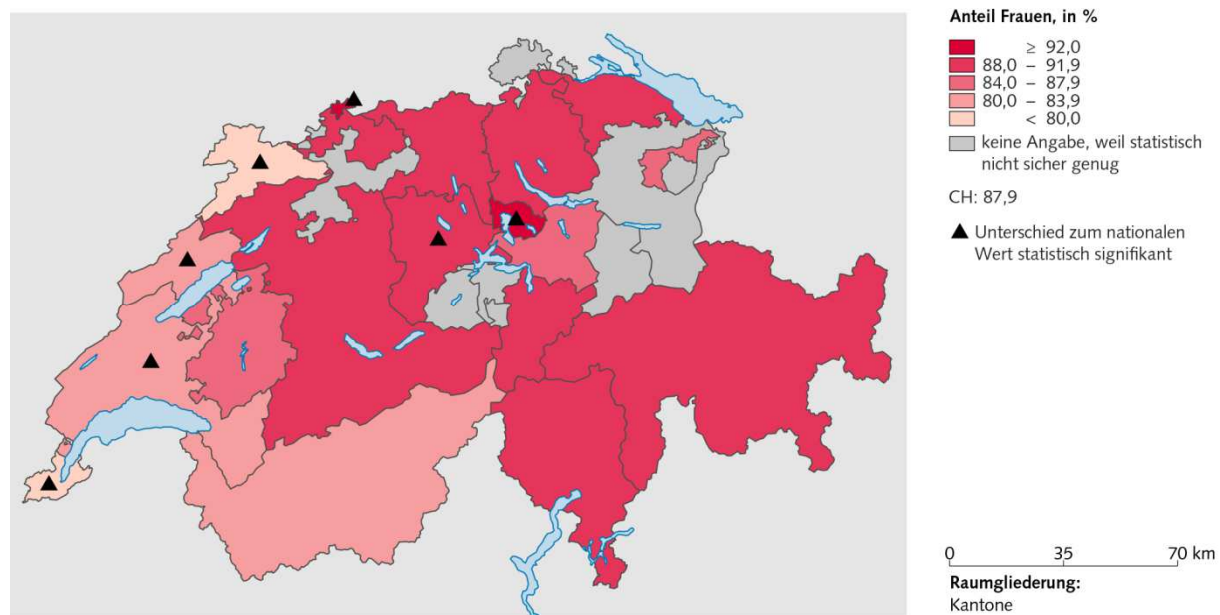 Anteil Frauen, in %
≥ 92,0
88,0 – 91,9
84,0 – 87,9
80,0 – 83,9
< 80,0
keine Angabe, weil statistisch
nicht sicher genug
CH: 87,9
Unterschied zum nationalen
Wert statistisch signifikant
0 35 70 km
Raumgliederung:
Kantone